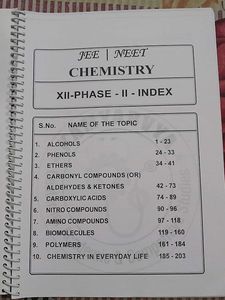 JEE | NEET
CHEMISTRY
XII-PHASE - II - INDEX
S.No. NAME OF THE TOPIC
1. ALCOHOLS 1 - 23
2. PHENOLS 24 - 33
3. ETHERS 34 - 41
4. CARBONYL COMPOUNDS (OR)
ALDEHYDES & KETONES 42 - 73
5. CARBOXYLIC ACIDS 74 - 89
6. NITRO COMPOUNDS 90 - 96
7. AMINO COMPOUNDS 97 - 118
8. BIOMOLECULES 119 - 160
9. POLYMERS 161 - 184
10. CHEMISTRY IN EVERYDAY LIFE 185 - 203